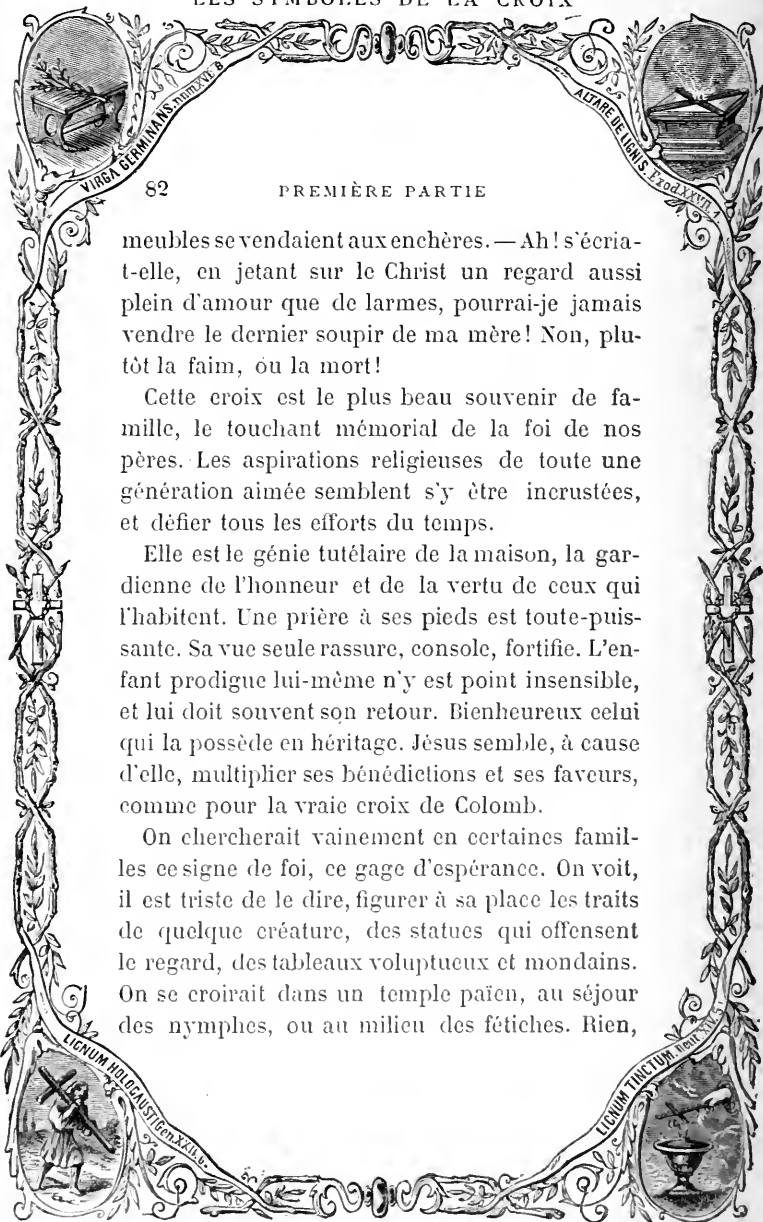 LES SYMBOLES DE LA CROIX
VIRGA GERMINANS. nnm XVII. 8
ALTARE DE LIGNIS. Exod. XXVII. 1
82 PREMIÈRE PARTIE
meubles se vendaient aux enchères. — Ah ! s'écria-
t-elle, en jetant sur le Christ un regard aussi
plein d'amour que de larmes, pourrai-je jamais
vendre le dernier soupir de ma mère! Non, plu-
tôt la faim, ou la mort!
Cette croix est le plus beau souvenir de fa-
mille, le touchant mémorial de la foi de nos
pères. Les aspirations religieuses de toute une
génération aimée semblent s'y être incrustées,
et défier tous les efforts du temps.
Elle est le génie tutélaire de la maison, la gar-
dienne de l'honneur et de la vertu de ceux qui
l'habitent. Une prière à ses pieds est toute-puis-
sante. Sa vue seule rassure, console, fortifie. L'en-
fant prodigue lui-même n'y est point insensible,
et lui doit souvent son retour. Bienheureux celui
qui la possède en héritage. Jésus semble, à cause
d'elle, multiplier ses bénédictions et ses faveurs,
comme pour la vraie croix de Colomb.
On chercherait vainement en certaines famil-
les ce signe de foi, ce gage d'espérance. On voit,
il est triste de le dire, figurer à sa place les traits
de quelque créature, des statues qui offensent
le regard, des tableaux voluptueux et mondains.
On se croirait dans un temple païen, au séjour
des nymphes, ou au milieu des fétiches. Rien,
LIGNUM HOLOCAUSTI Gen. XXII. 6.
LIGNUM TINCTUM.